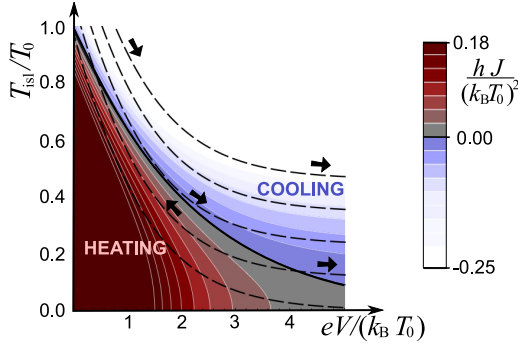 T_isl/T_0
1.0
0.8
0.6
0.4
0.2
0.0
COOLING
HEATING
1 2 3 4
eV/(k_B T_0)
0.18
0.00
-0.25
h J
(k_B T_0)^2